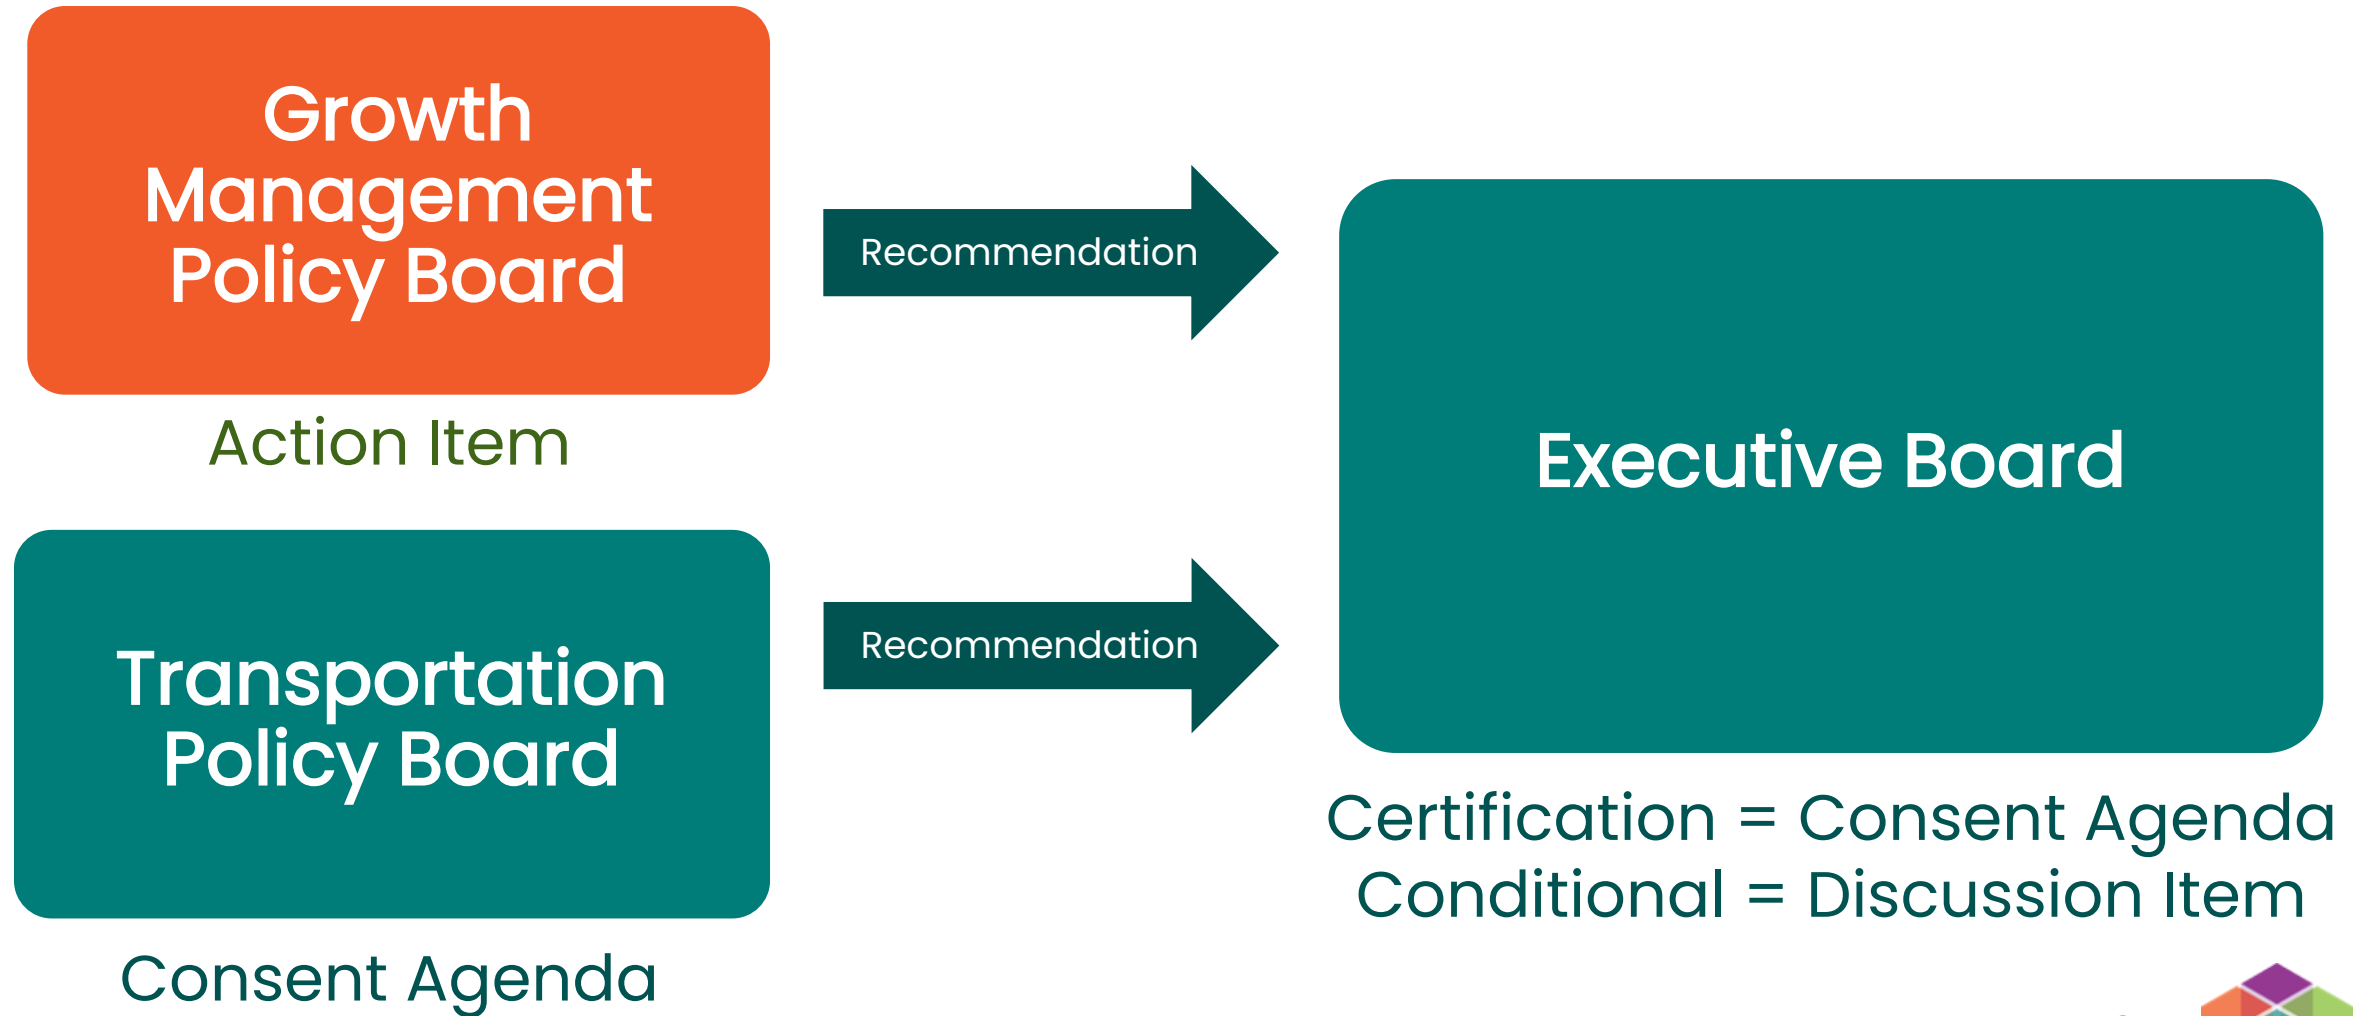 Growth
Management
Policy Board
Action Item
Recommendation
Transportation
Policy Board
Consent Agenda
Recommendation
Executive Board
Certification = Consent Agenda
Conditional = Discussion Item